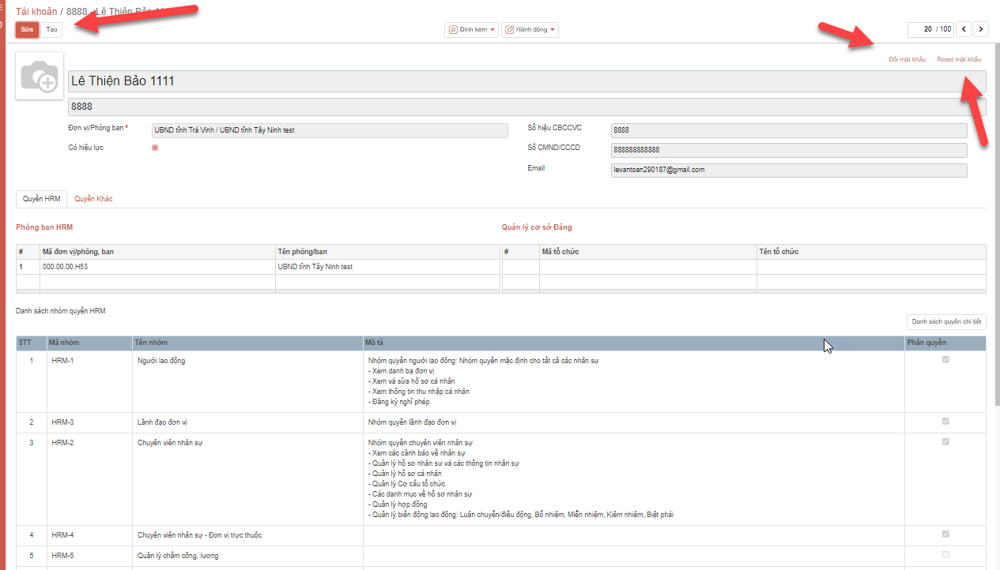 Tài khoản / 8888 - Lê Thiện Bảo 1111
Sửa Tạo Đính kèm Hành động 20 / 100
Đổi mật khẩu Reset mật khẩu
Lê Thiện Bảo 1111
8888
Đơn vị/Phòng ban * UBND tỉnh Trà Vinh / UBND tỉnh Tây Ninh test Số hiệu CBCCVC 8888
Có hiệu lực Số CMND/CCCD 888888888888
Email levantoan290187@gmail.com
Quyền HRM Quyền Khác
Phòng ban HRM Quản lý cơ sở Đảng
# Mã đơn vị/phòng, ban Tên phòng/ban # Mã tổ chức Tên tổ chức
1 000.00.00.H53 UBND tỉnh Tây Ninh test
Danh sách nhóm quyền HRM
Danh sách quyền chi tiết
STT Mã nhóm Tên nhóm Mô tả Phân quyền
1 HRM-1 Người lao động Nhóm quyền người lao động: Nhóm quyền mặc định cho tất cả các nhân sự
- Xem danh bạ đơn vị
- Xem và sửa hồ sơ cá nhân
- Xem thông tin thu nhập cá nhân
- Đăng ký nghỉ phép
2 HRM-3 Lãnh đạo đơn vị Nhóm quyền lãnh đạo đơn vị
3 HRM-2 Chuyên viên nhân sự Nhóm quyền chuyên viên nhân sự
- Xem các cảnh báo về nhân sự
- Quản lý hồ sơ nhân sự và các thông tin nhân sự
- Quản lý hồ sơ cá nhân
- Quản lý Cơ cấu tổ chức
- Các danh mục về hồ sơ nhân sự
- Quản lý hợp đồng
- Quản lý biến động lao động: Luân chuyển/điều động, Bổ nhiệm, Miễn nhiệm, Kiêm nhiệm, Biệt phái
4 HRM-4 Chuyên viên nhân sự - Đơn vị trực thuộc
5 HRM-5 Quản lý chấm công, lương